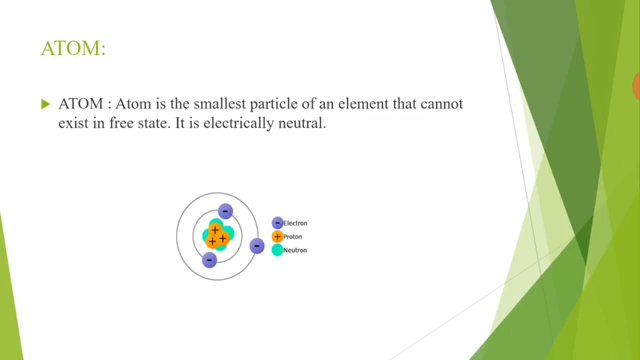 ATOM:
ATOM : Atom is the smallest particle of an element that cannot
exist in free state. It is electrically neutral.
Electron
Proton
Neutron